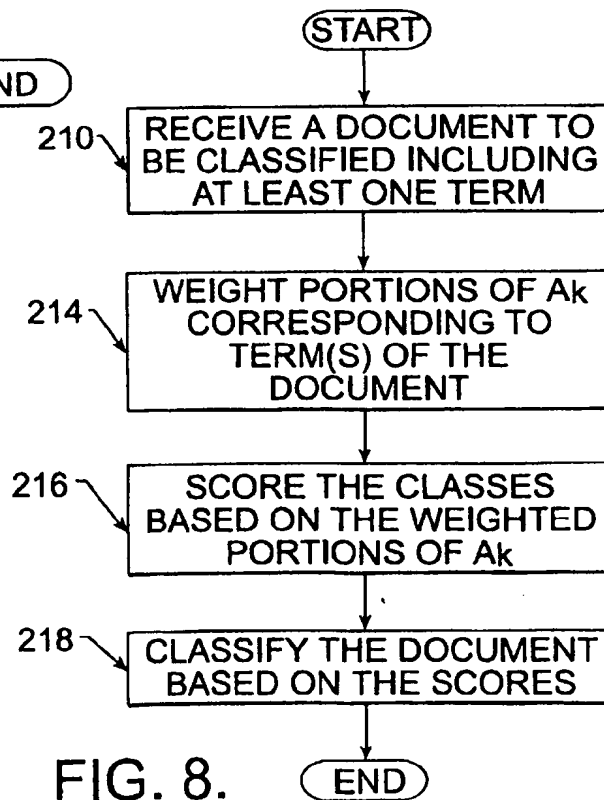 START
ND
210
RECEIVE A DOCUMENT TO
BE CLASSIFIED INCLUDING
AT LEAST ONE TERM
214
WEIGHT PORTIONS OF Ak
CORRESPONDING TO
TERM(S) OF THE
DOCUMENT
216
SCORE THE CLASSES
BASED ON THE WEIGHTED
PORTIONS OF Ak
218
CLASSIFY THE DOCUMENT
BASED ON THE SCORES
FIG. 8.
END